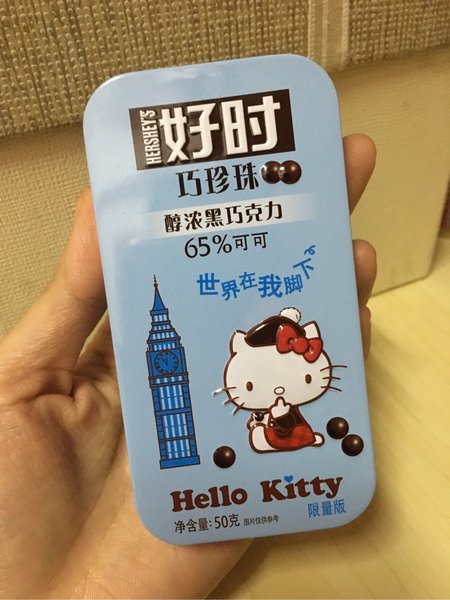 HERSHEY'S
好时
巧珍珠
醇浓黑巧克力
65%可可
世界在我脚下
Hello Kitty
净含量:50克 图片仅供参考
限量版